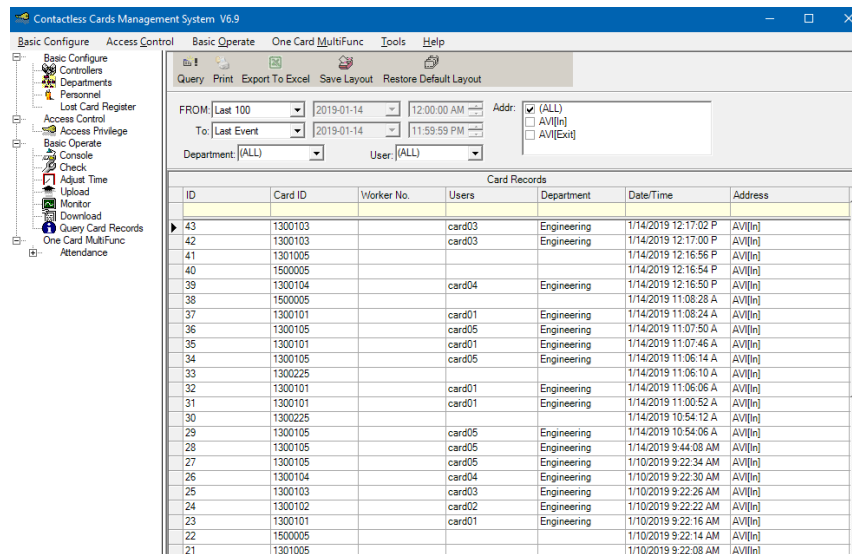 Contactless Cards Management System V6.9
Basic Configure Access Control Basic Operate One Card MultiFunc Tools Help
Basic Configure
Controllers
Departments
Personnel
Lost Card Register
Access Control
Access Privilege
Basic Operate
Console
Check
Adjust Time
Upload
Monitor
Download
Query Card Records
One Card MultiFunc
Attendance
Query Print Export To Excel Save Layout Restore Default Layout
FROM: Last 100 2019-01-14 12:00:00 AM Addr: (ALL)
AVI[In]
To: Last Event 2019-01-14 11:59:59 PM
AVI[Exit]
Department: (ALL) User: (ALL)
Card Records
ID Card ID Worker No. Users Department Date/Time Address
43 1300103 card03 Engineering 1/14/2019 12:17:02 P AVI[In]
42 1300103 card03 Engineering 1/14/2019 12:17:00 P AVI[In]
41 1301005 1/14/2019 12:16:56 P AVI[In]
40 1500005 1/14/2019 12:16:54 P AVI[In]
39 1300104 card04 Engineering 1/14/2019 12:16:50 P AVI[In]
38 1500005 1/14/2019 11:08:28 A AVI[In]
37 1300101 card01 Engineering 1/14/2019 11:08:24 A AVI[In]
36 1300105 card05 Engineering 1/14/2019 11:07:50 A AVI[In]
35 1300101 card01 Engineering 1/14/2019 11:07:46 A AVI[In]
34 1300105 card05 Engineering 1/14/2019 11:06:14 A AVI[In]
33 1300225 1/14/2019 11:06:10 A AVI[In]
32 1300101 card01 Engineering 1/14/2019 11:06:06 A AVI[In]
31 1300101 card01 Engineering 1/14/2019 11:00:52 A AVI[In]
30 1300225 1/14/2019 10:54:12 A AVI[In]
29 1300105 card05 Engineering 1/14/2019 10:54:06 A AVI[In]
28 1300105 card05 Engineering 1/14/2019 9:44:08 AM AVI[In]
27 1300105 card05 Engineering 1/10/2019 9:22:34 AM AVI[In]
26 1300104 card04 Engineering 1/10/2019 9:22:30 AM AVI[In]
25 1300103 card03 Engineering 1/10/2019 9:22:26 AM AVI[In]
24 1300102 card02 Engineering 1/10/2019 9:22:22 AM AVI[In]
23 1300101 card01 Engineering 1/10/2019 9:22:16 AM AVI[In]
22 1500005 1/10/2019 9:22:14 AM AVI[In]
21 1301005 1/10/2019 9:22:08 AM AVI[In]